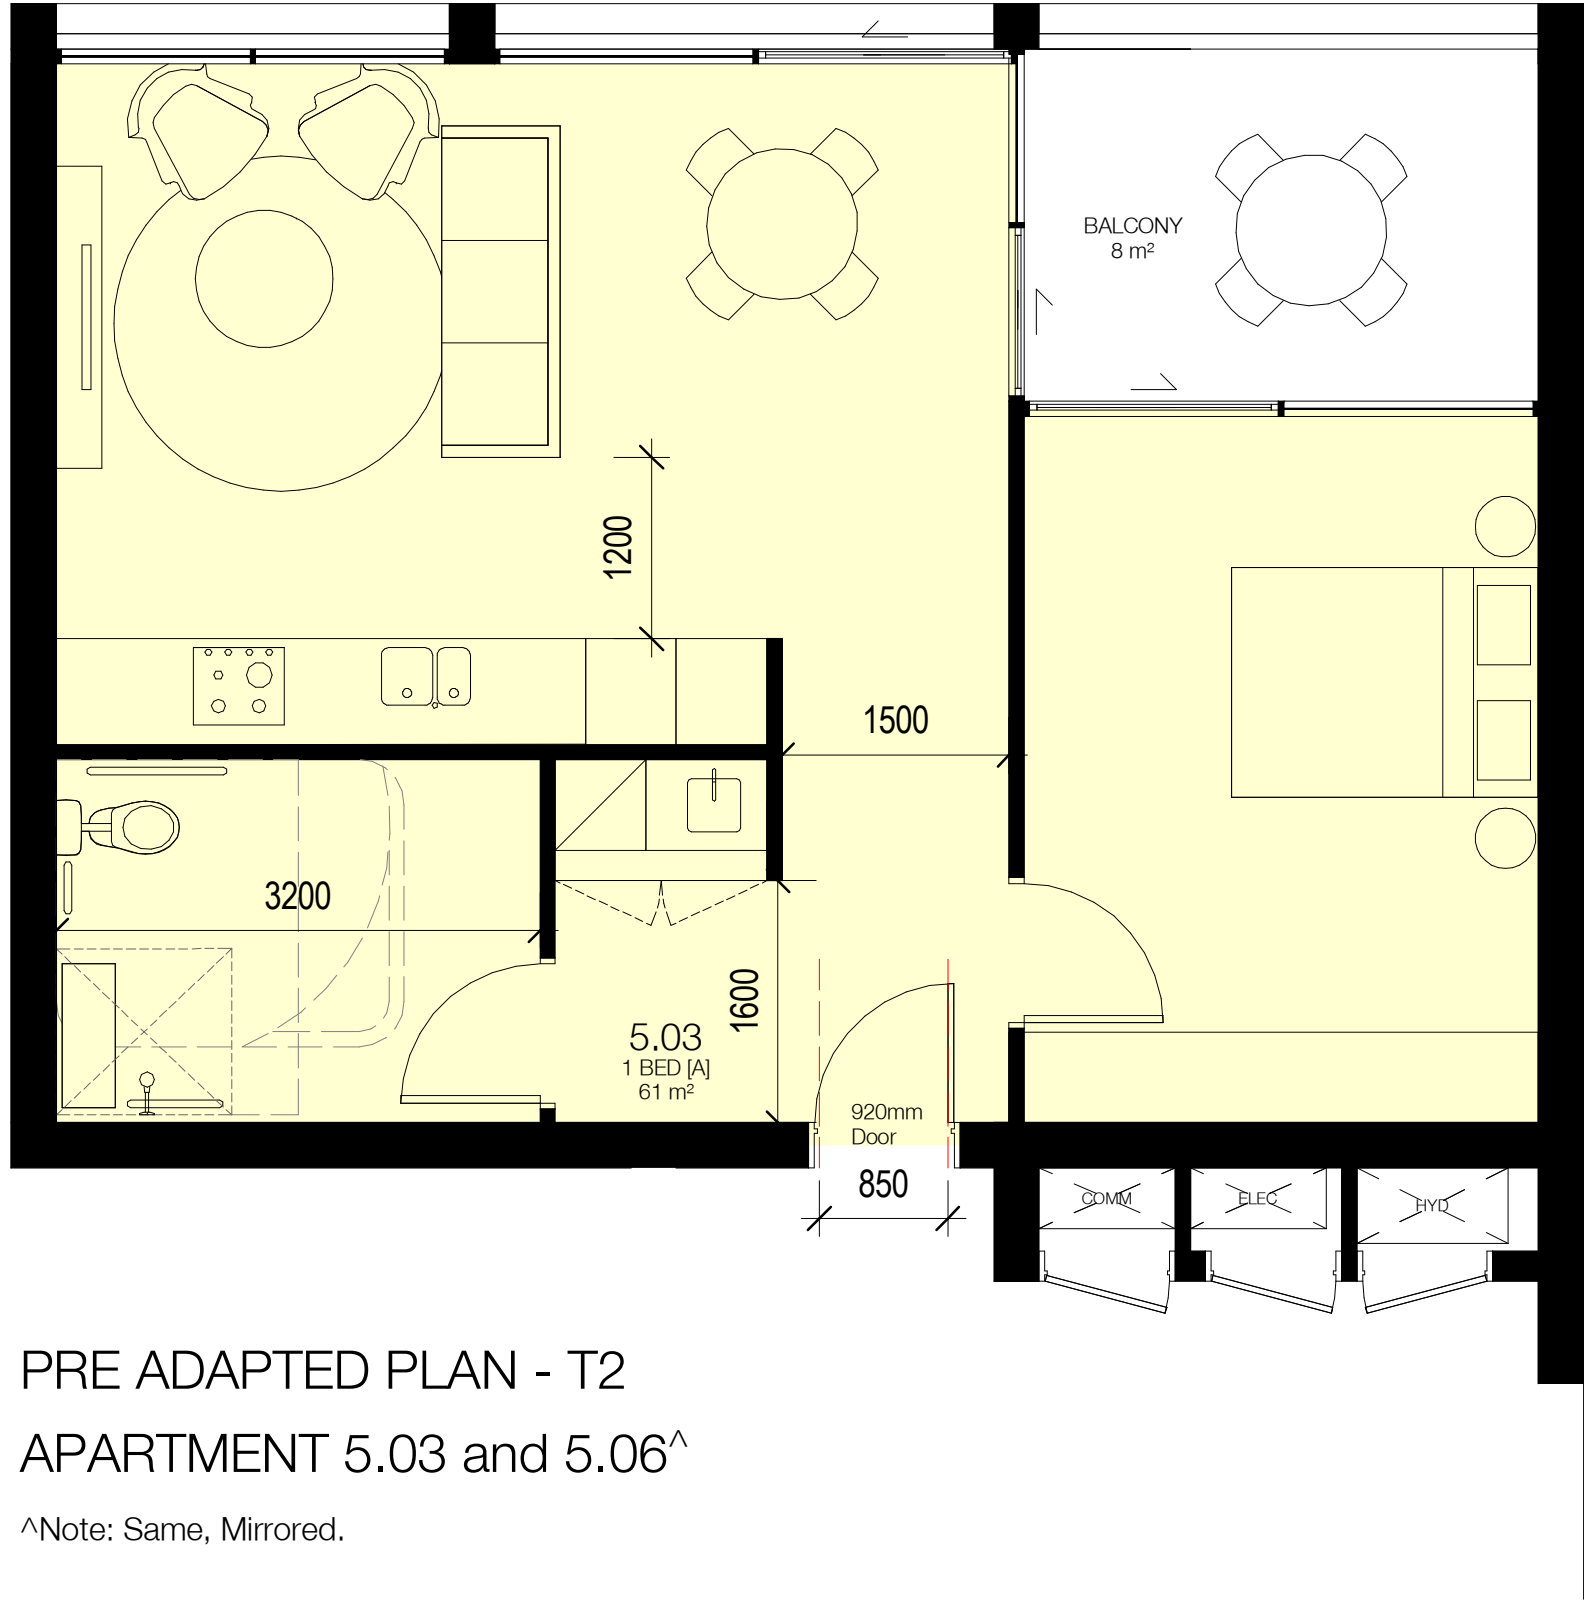 BALCONY
8 m²
1200
1500
3200
1600
5.03
1 BED [A]
61 m²
920mm
Door
850
COMM
ELEC
HYD
PRE ADAPTED PLAN - T2
APARTMENT 5.03 and 5.06^
^Note: Same, Mirrored.